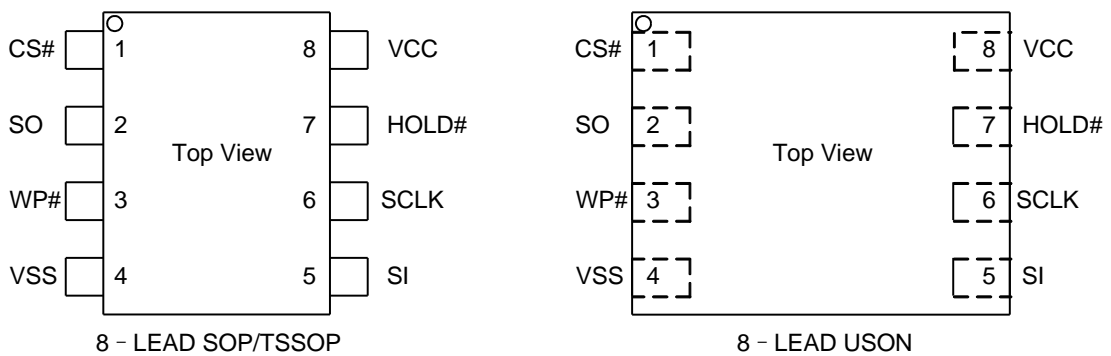 CS# 1 8 VCC
SO 2 7 HOLD#
Top View
WP# 3 6 SCLK
VSS 4 5 SI
8 - LEAD SOP/TSSOP
CS# 1 8 VCC
SO 2 7 HOLD#
Top View
WP# 3 6 SCLK
VSS 4 5 SI
8 - LEAD USON